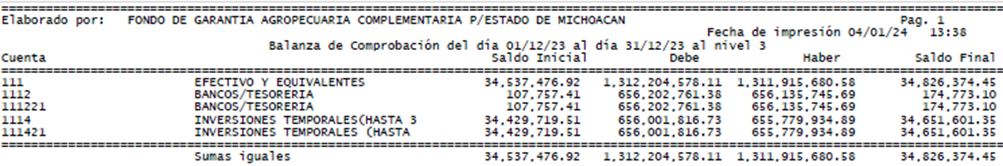 Elaborado por: FONDO DE GARANTIA AGROPECUARIA COMPLEMENTARIA P/ESTADO DE MICHOACAN Pag. 1
Fecha de impresión 04/01/24 13:38
Balanza de Comprobación del día 01/12/23 al día 31/12/23 al nivel 3
Cuenta Saldo Inicial Debe Haber Saldo Final
111 EFECTIVO Y EQUIVALENTES 34,537,476.92 1,312,204,578.11 1,311,915,680.58 34,826,374.45
1112 BANCOS/TESORERIA 107,757.41 656,202,761.38 656,135,745.69 174,773.10
111221 BANCOS/TESORERIA 107,757.41 656,202,761.38 656,135,745.69 174,773.10
1114 INVERSIONES TEMPORALES(HASTA 3 34,429,719.51 656,001,816.73 655,779,934.89 34,651,601.35
111421 INVERSIONES TEMPORALES (HASTA 34,429,719.51 656,001,816.73 655,779,934.89 34,651,601.35
Sumas iguales 34,537,476.92 1,312,204,578.11 1,311,915,680.58 34,826,374.45